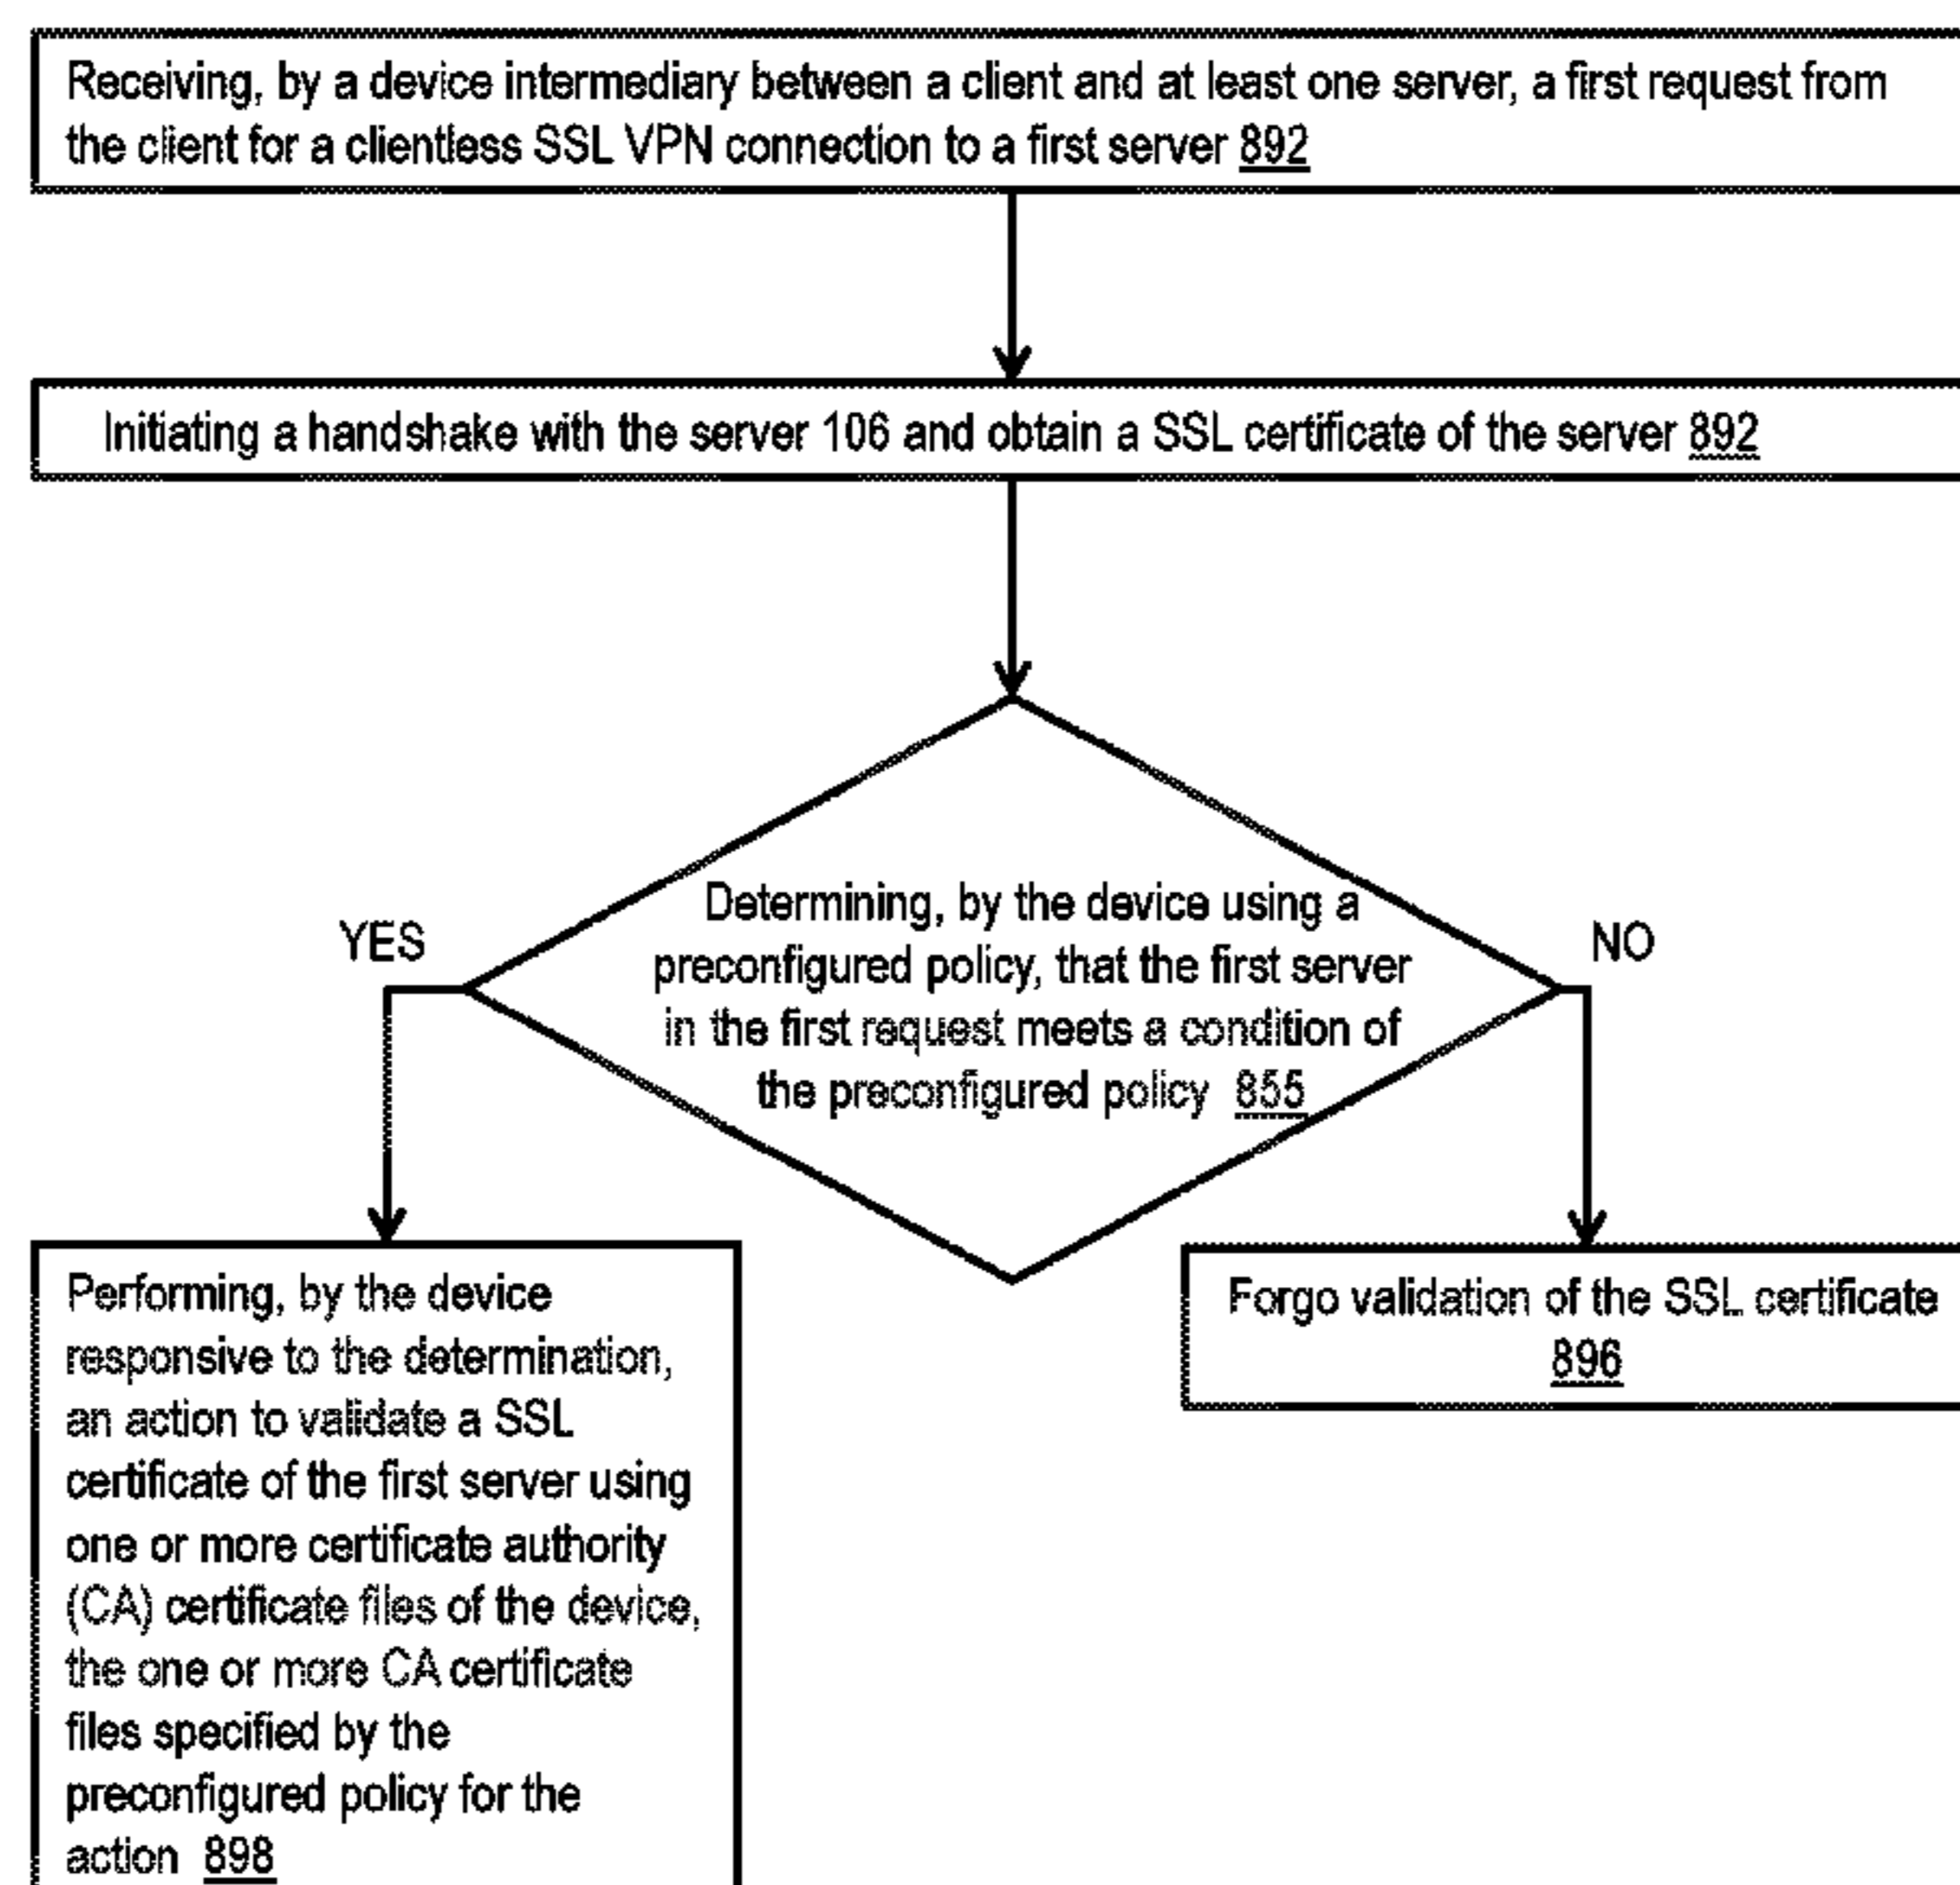 Receiving, by a device intermediary between a client and at least one server, a first request from
the client for a clientless SSL VPN connection to a first server 892
Initiating a handshake with the server 106 and obtain a SSL certificate of the server 892
Determining, by the device using a
preconfigured policy, that the first server
in the first request meets a condition of
the preconfigured policy 855
YES
NO
Performing, by the device
responsive to the determination,
an action to validate a SSL
certificate of the first server using
one or more certificate authority
(CA) certificate files of the device,
the one or more CA certificate
files specified by the
preconfigured policy for the
action 898
Forgo validation of the SSL certificate
896